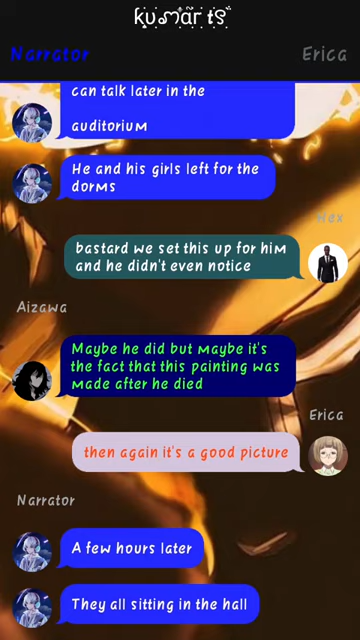 kumar ts
Narrator
Erica
can talk later in the
auditorium
He and his girls left for the
dorms
Hex
bastard we set this up for him
and he didn't even notice
Aizawa
Maybe he did but maybe it's
the fact that this painting was
made after he died
Erica
then again it's a good picture
Narrator
A few hours later
They all sitting in the hall